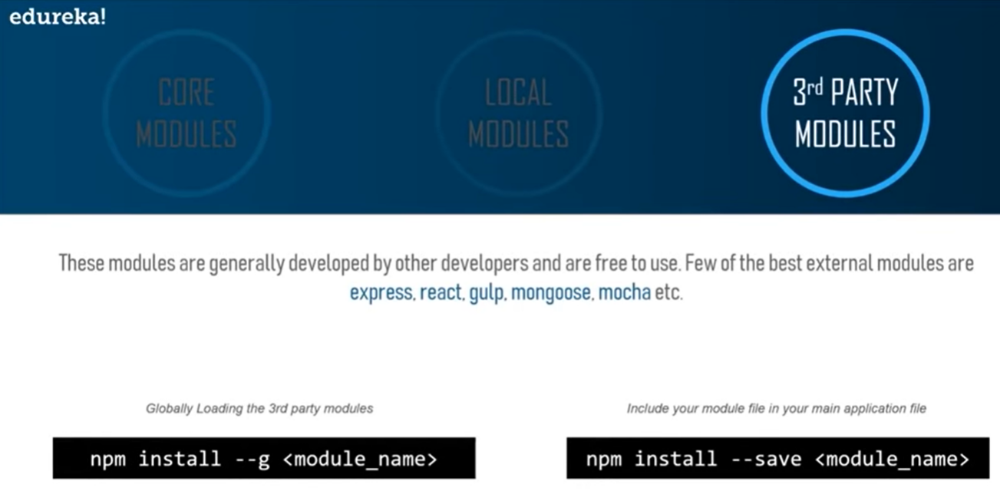 edureka!
CORE
MODULES
LOCAL
MODULES
3rd PARTY
MODULES
These modules are generally developed by other developers and are free to use. Few of the best external modules are
express, react, gulp, mongoose, mocha etc.
Globally Loading the 3rd party modules
npm install --g <module_name>
Include your module file in your main application file
npm install --save <module_name>